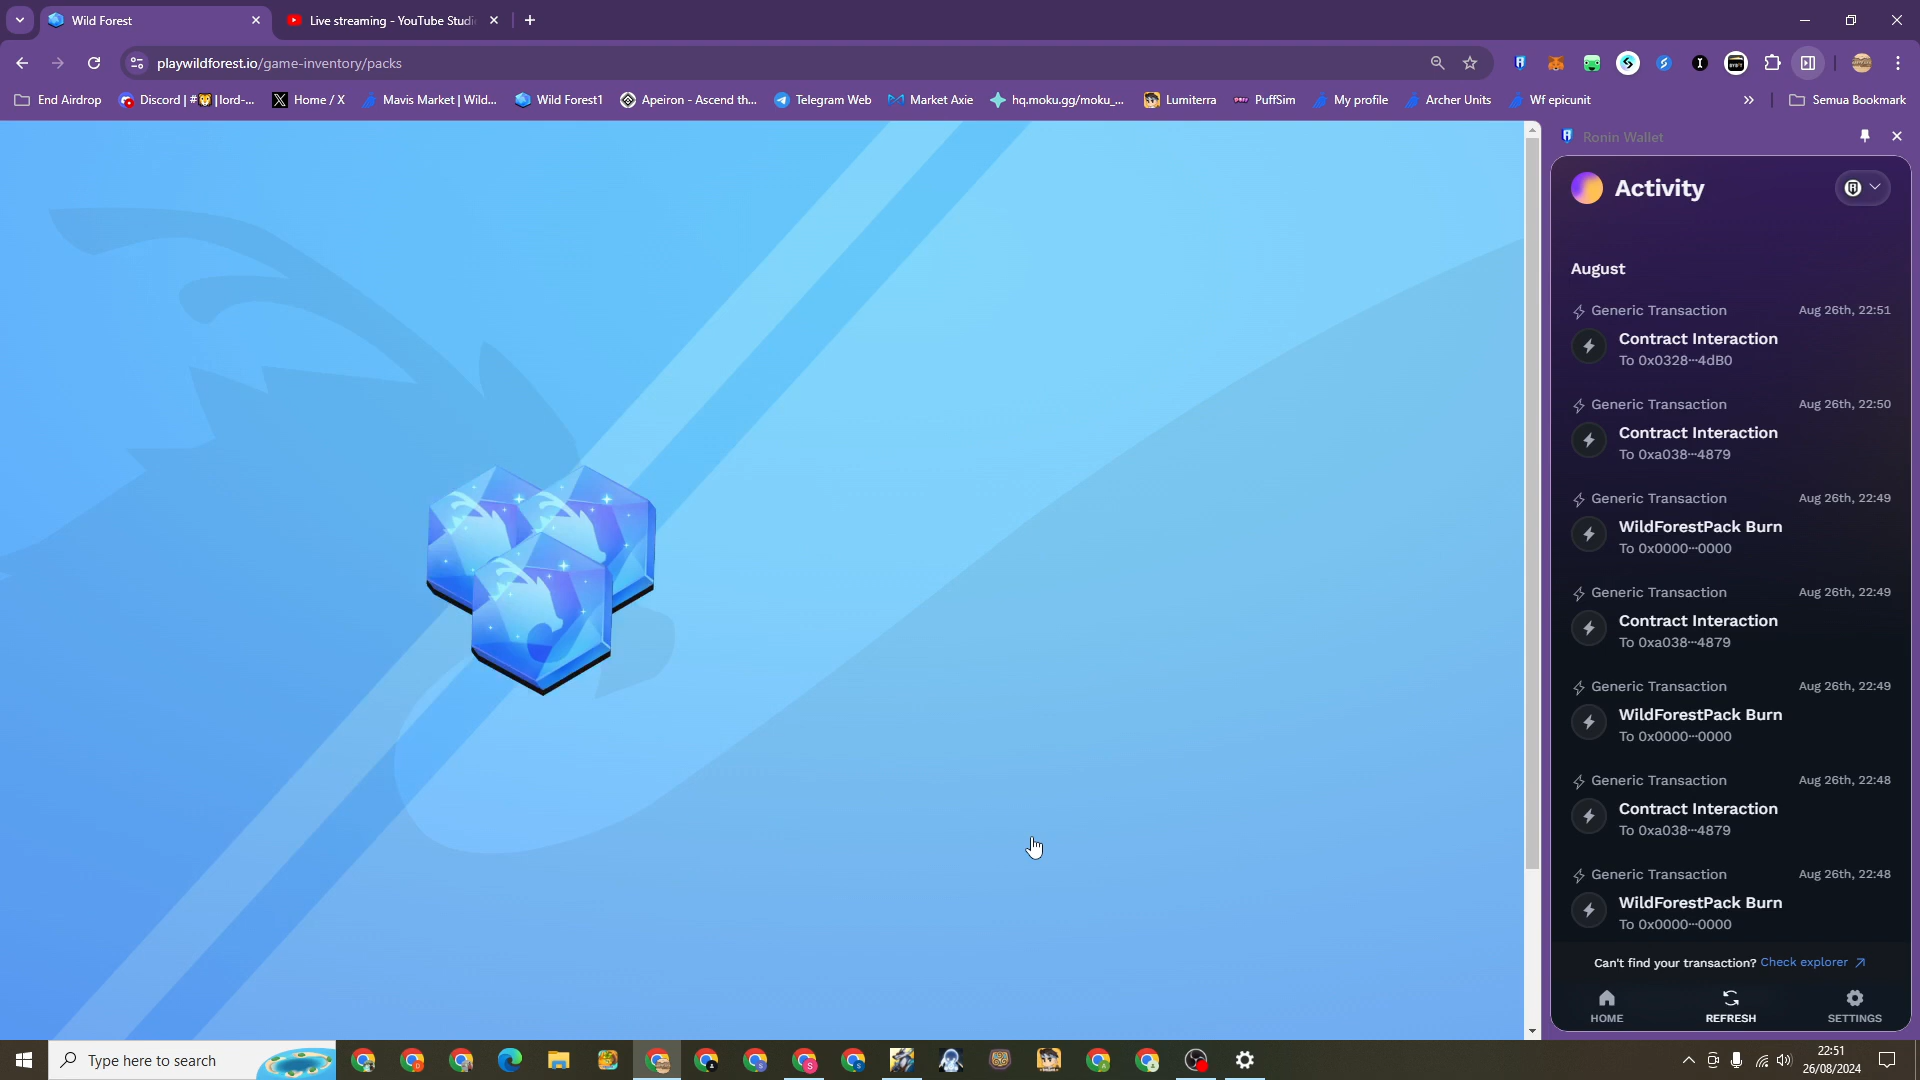 Wild Forest
Live streaming - YouTube Studi
playwildforest.io/game-inventory/packs
End Airdrop
Discord | #🦁|lord-...
Home / X
Mavis Market | Wild...
Wild Forest1
Apeiron - Ascend th...
Telegram Web
Market Axie
hq.moku.gg/moku_...
Lumiterra
PuffSim
My profile
Archer Units
Wf epicunit
Semua Bookmark
Ronin Wallet
Activity
August
Generic Transaction Aug 26th, 22:51
Contract Interaction
To 0x0328···4dB0
Generic Transaction Aug 26th, 22:50
Contract Interaction
To 0xa038···4879
Generic Transaction Aug 26th, 22:49
WildForestPack Burn
To 0x0000···0000
Generic Transaction Aug 26th, 22:49
Contract Interaction
To 0xa038···4879
Generic Transaction Aug 26th, 22:49
WildForestPack Burn
To 0x0000···0000
Generic Transaction Aug 26th, 22:48
Contract Interaction
To 0xa038···4879
Generic Transaction Aug 26th, 22:48
WildForestPack Burn
To 0x0000···0000
Can't find your transaction? Check explorer
HOME
REFRESH
SETTINGS
Type here to search
22:51
26/08/2024